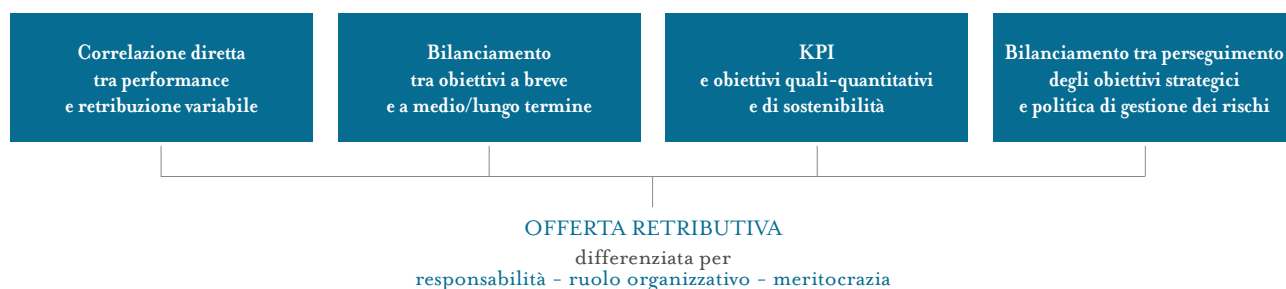 Correlazione diretta
tra performance
e retribuzione variabile
Bilanciamento
tra obiettivi a breve
e a medio/lungo termine
KPI
e obiettivi quali-quantitativi
e di sostenibilità
Bilanciamento tra perseguimento
degli obiettivi strategici
e politica di gestione dei rischi
OFFERTA RETRIBUTIVA
differenziata per
responsabilità - ruolo organizzativo - meritocrazia